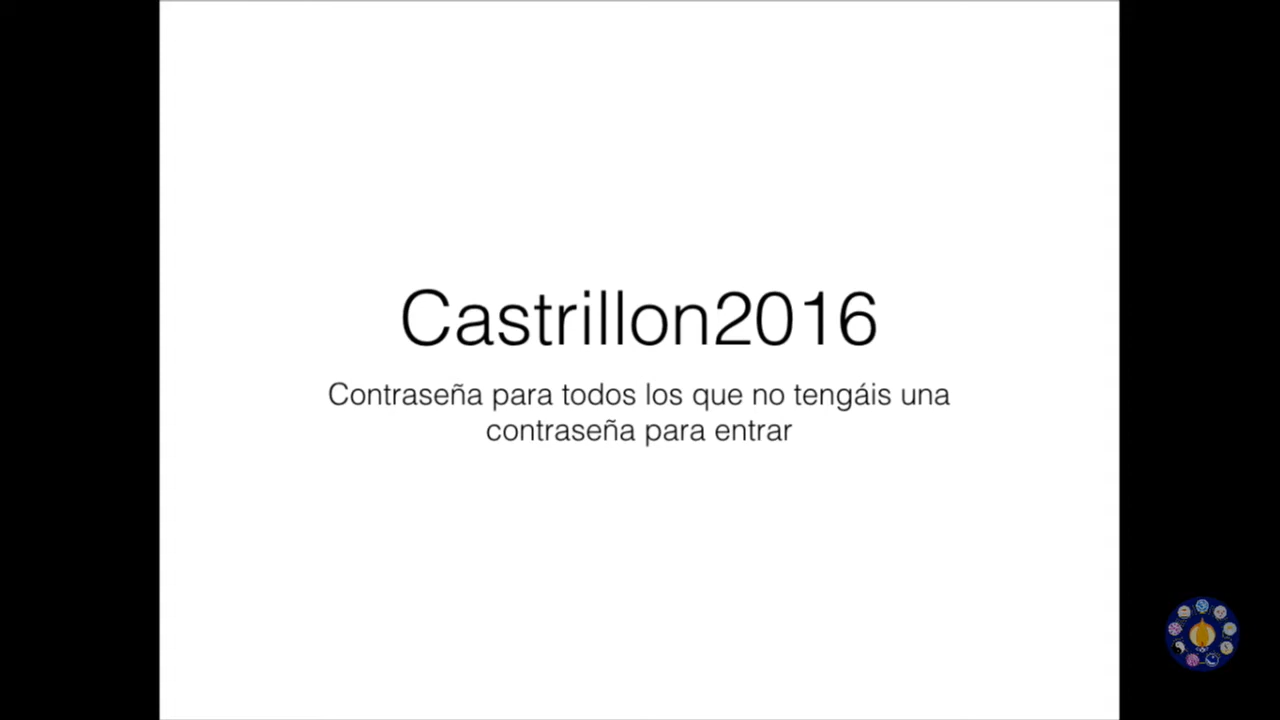 Castrillon2016
Contraseña para todos los que no tengáis una
contraseña para entrar